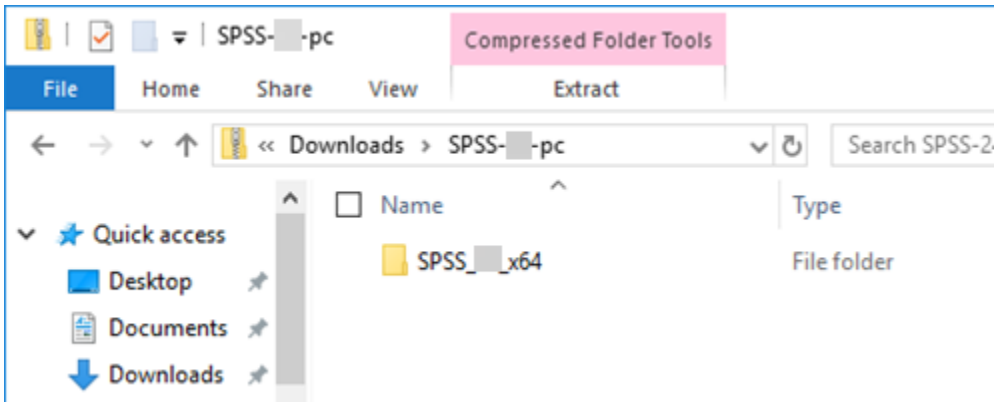 SPSS- -pc
Compressed Folder Tools
File Home Share View Extract
« Downloads › SPSS- -pc
Search SPSS-24
Name Type
Quick access
SPSS_ _x64 File folder
Desktop
Documents
Downloads